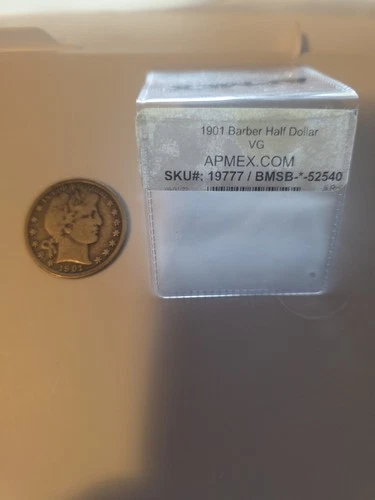 1901 Barber Half Dollar
VG
APMEX.COM
SKU#: 19777 / BMSB-*-52540
1901